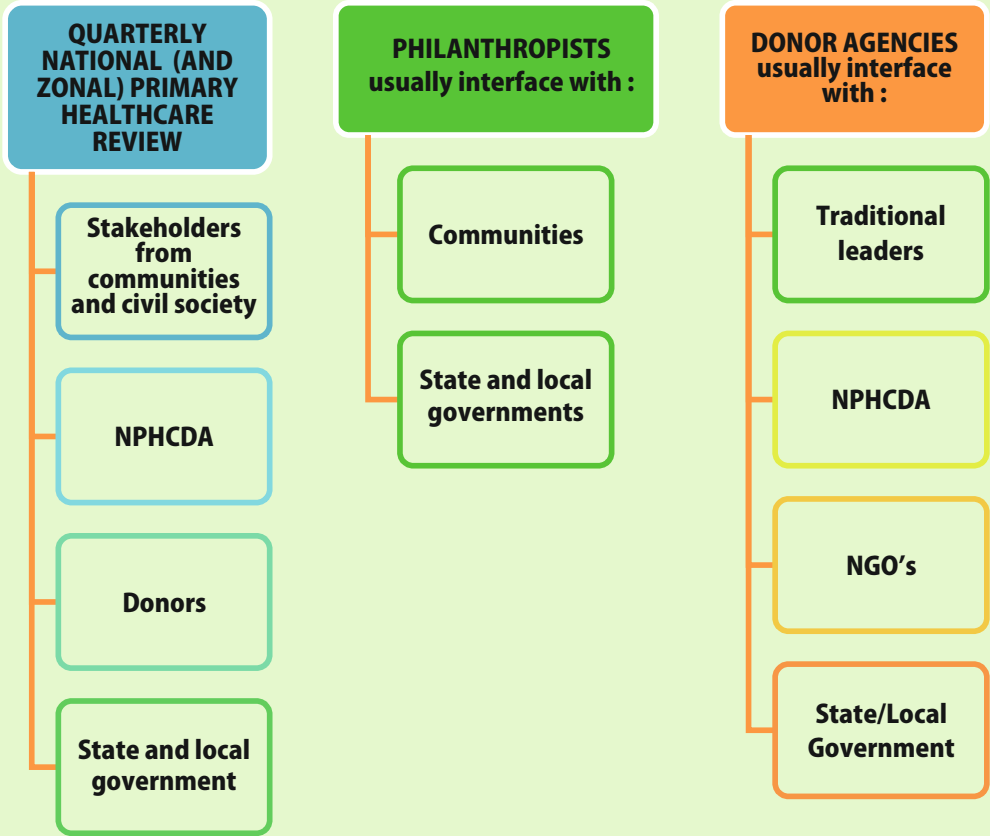 QUARTERLY
NATIONAL (AND
ZONAL) PRIMARY
HEALTHCARE
REVIEW
Stakeholders
from
communities
and civil society
NPHCDA
Donors
State and local
government
PHILANTHROPISTS
usually interface with :
Communities
State and local
governments
DONOR AGENCIES
usually interface
with :
Traditional
leaders
NPHCDA
NGO's
State/Local
Government